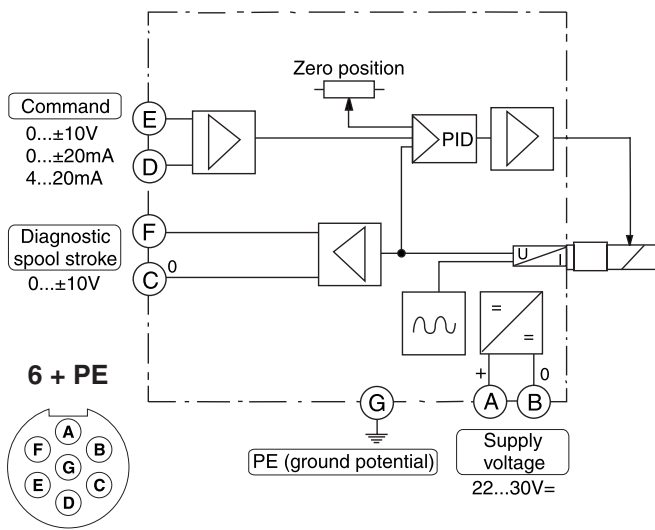 Zero position
Command
0...±10V
0...±20mA
4...20mA
E
D
PID
Diagnostic
spool stroke
0...±10V
F
C
0
U
I
=
=
+
0
6 + PE
G
A
B
PE (ground potential)
Supply
voltage
22...30V=
A
F
B
G
E
C
D